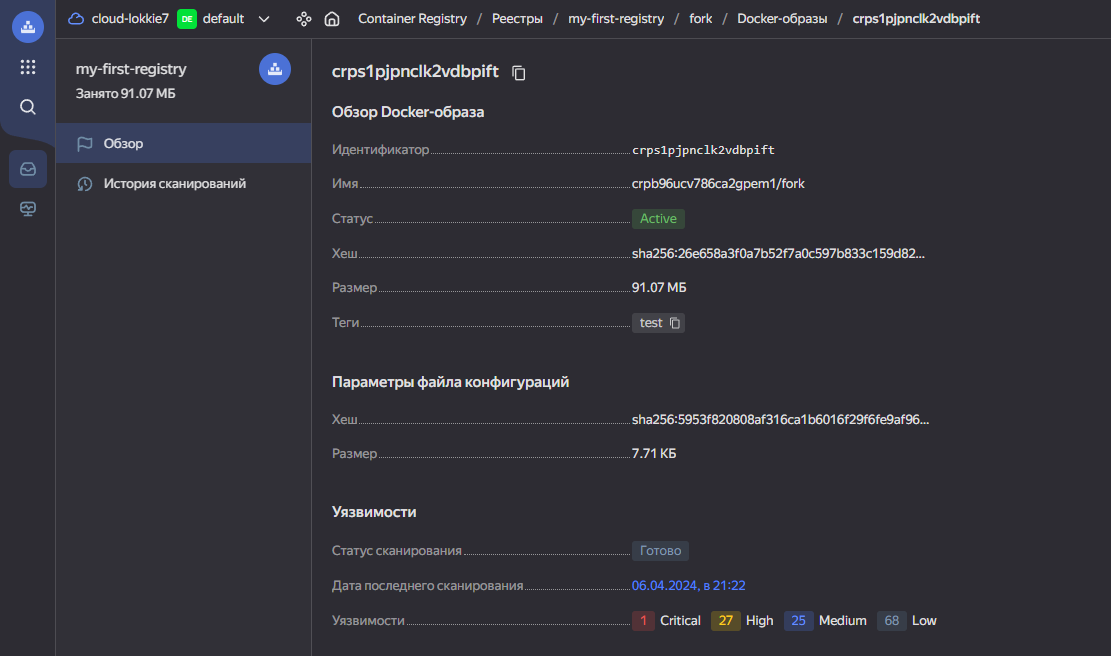 cloud-lokkie7 DE default Container Registry / Реестры / my-first-registry / fork / Docker-образы / crps1pjpnclk2vdbpift
my-first-registry
Занято 91.07 МБ
Обзор
История сканирований
crps1pjpnclk2vdbpift
Обзор Docker-образа
Идентификатор crps1pjpnclk2vdbpift
Имя crpb96ucv786ca2gpem1/fork
Статус Active
Хеш sha256:26e658a3f0a7b52f7a0c597b833c159d82...
Размер 91.07 МБ
Теги test
Параметры файла конфигураций
Хеш sha256:5953f820808af316ca1b6016f29f6fe9af96...
Размер 7.71 КБ
Уязвимости
Статус сканирования Готово
Дата последнего сканирования 06.04.2024, в 21:22
Уязвимости 1 Critical 27 High 25 Medium 68 Low